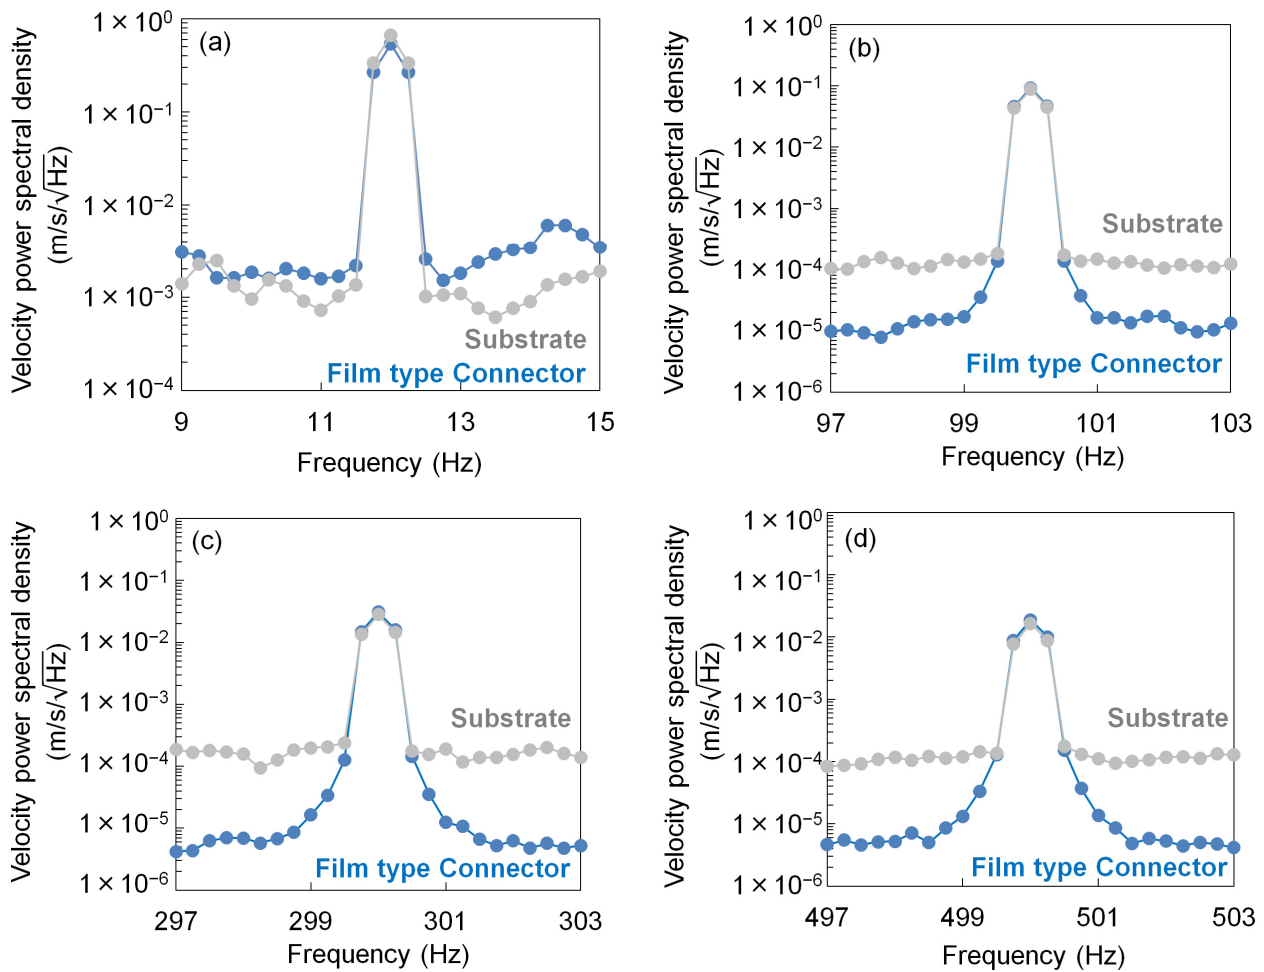 (a)
Velocity power spectral density
(m/s/√Hz)
1 × 10⁰
1 × 10⁻¹
1 × 10⁻²
1 × 10⁻³
1 × 10⁻⁴
Substrate
Film type Connector
9 11 13 15
Frequency (Hz)
(b)
Velocity power spectral density
(m/s/√Hz)
1 × 10⁰
1 × 10⁻¹
1 × 10⁻²
1 × 10⁻³
1 × 10⁻⁴
1 × 10⁻⁵
1 × 10⁻⁶
Substrate
Film type Connector
97 99 101 103
Frequency (Hz)
(c)
Velocity power spectral density
(m/s/√Hz)
1 × 10⁰
1 × 10⁻¹
1 × 10⁻²
1 × 10⁻³
1 × 10⁻⁴
1 × 10⁻⁵
1 × 10⁻⁶
Substrate
Film type Connector
297 299 301 303
Frequency (Hz)
(d)
Velocity power spectral density
(m/s/√Hz)
1 × 10⁰
1 × 10⁻¹
1 × 10⁻²
1 × 10⁻³
1 × 10⁻⁴
1 × 10⁻⁵
1 × 10⁻⁶
Substrate
Film type Connector
497 499 501 503
Frequency (Hz)